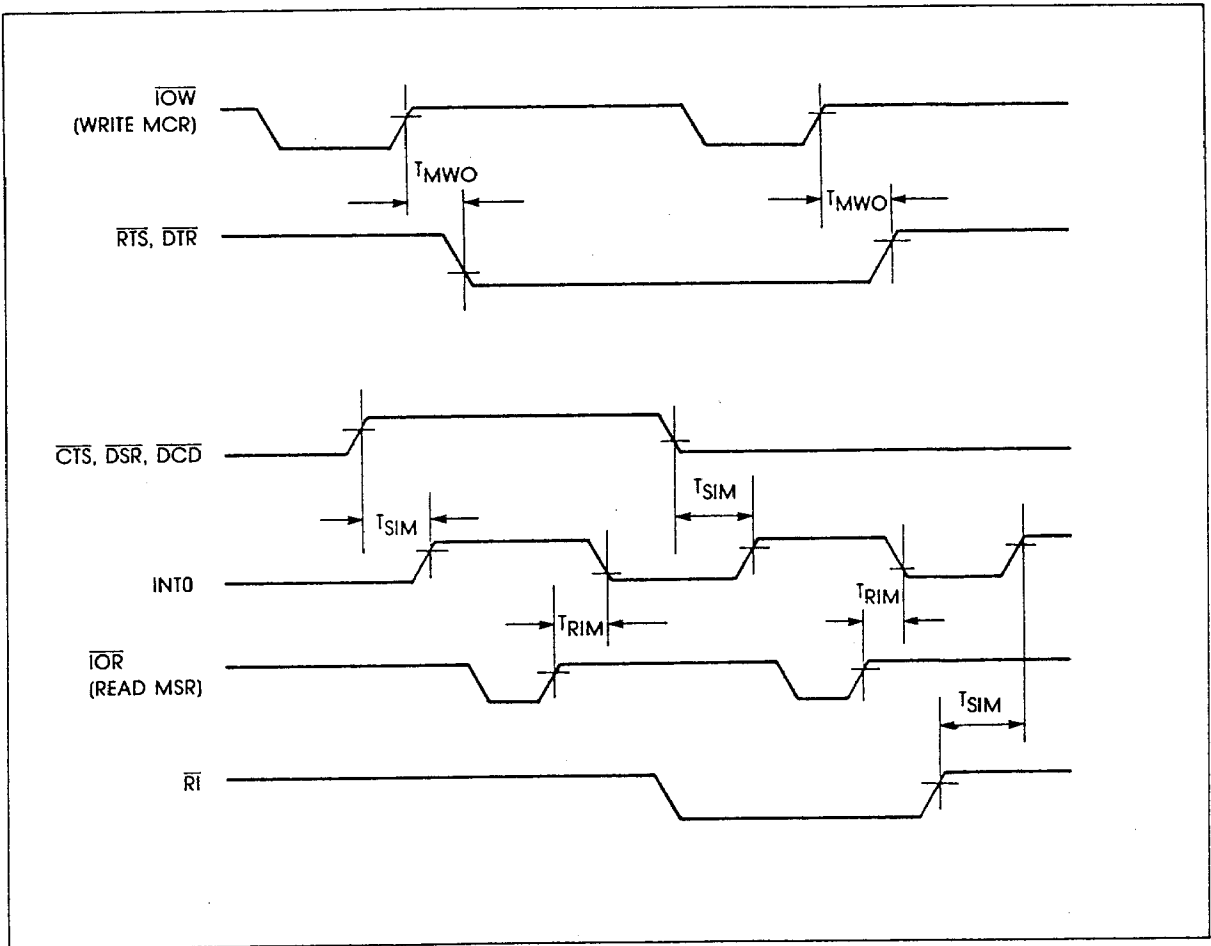 IOW
(WRITE MCR)
TMWO
TMWO
RTS, DTR
CTS, DSR, DCD
TSIM
TSIM
INT0
TRIM
TRIM
IOR
(READ MSR)
TSIM
RI